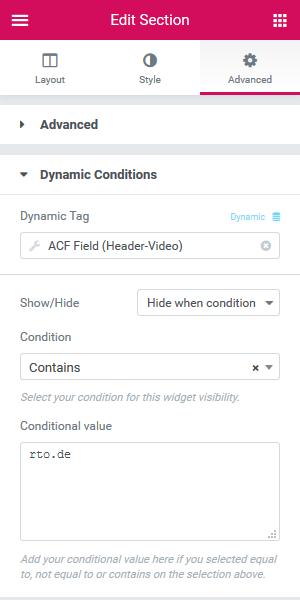 Edit Section
Layout
Style
Advanced
Advanced
Dynamic Conditions
Dynamic Tag
Dynamic
ACF Field (Header-Video)
Show/Hide
Hide when condition
Condition
Contains
Select your condition for this widget visibility.
Conditional value
rto.de
Add your conditional value here if you selected equal
to, not equal to or contains on the selection above.